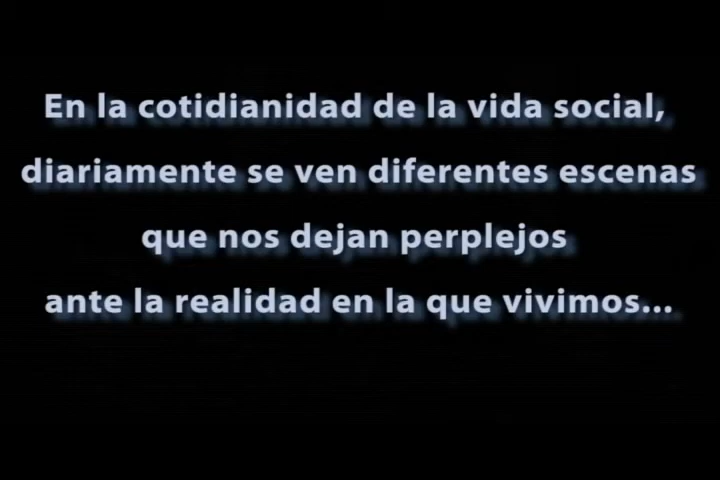 En la cotidianidad de la vida social,
diariamente se ven diferentes escenas
que nos dejan perplejos
ante la realidad en la que vivimos...